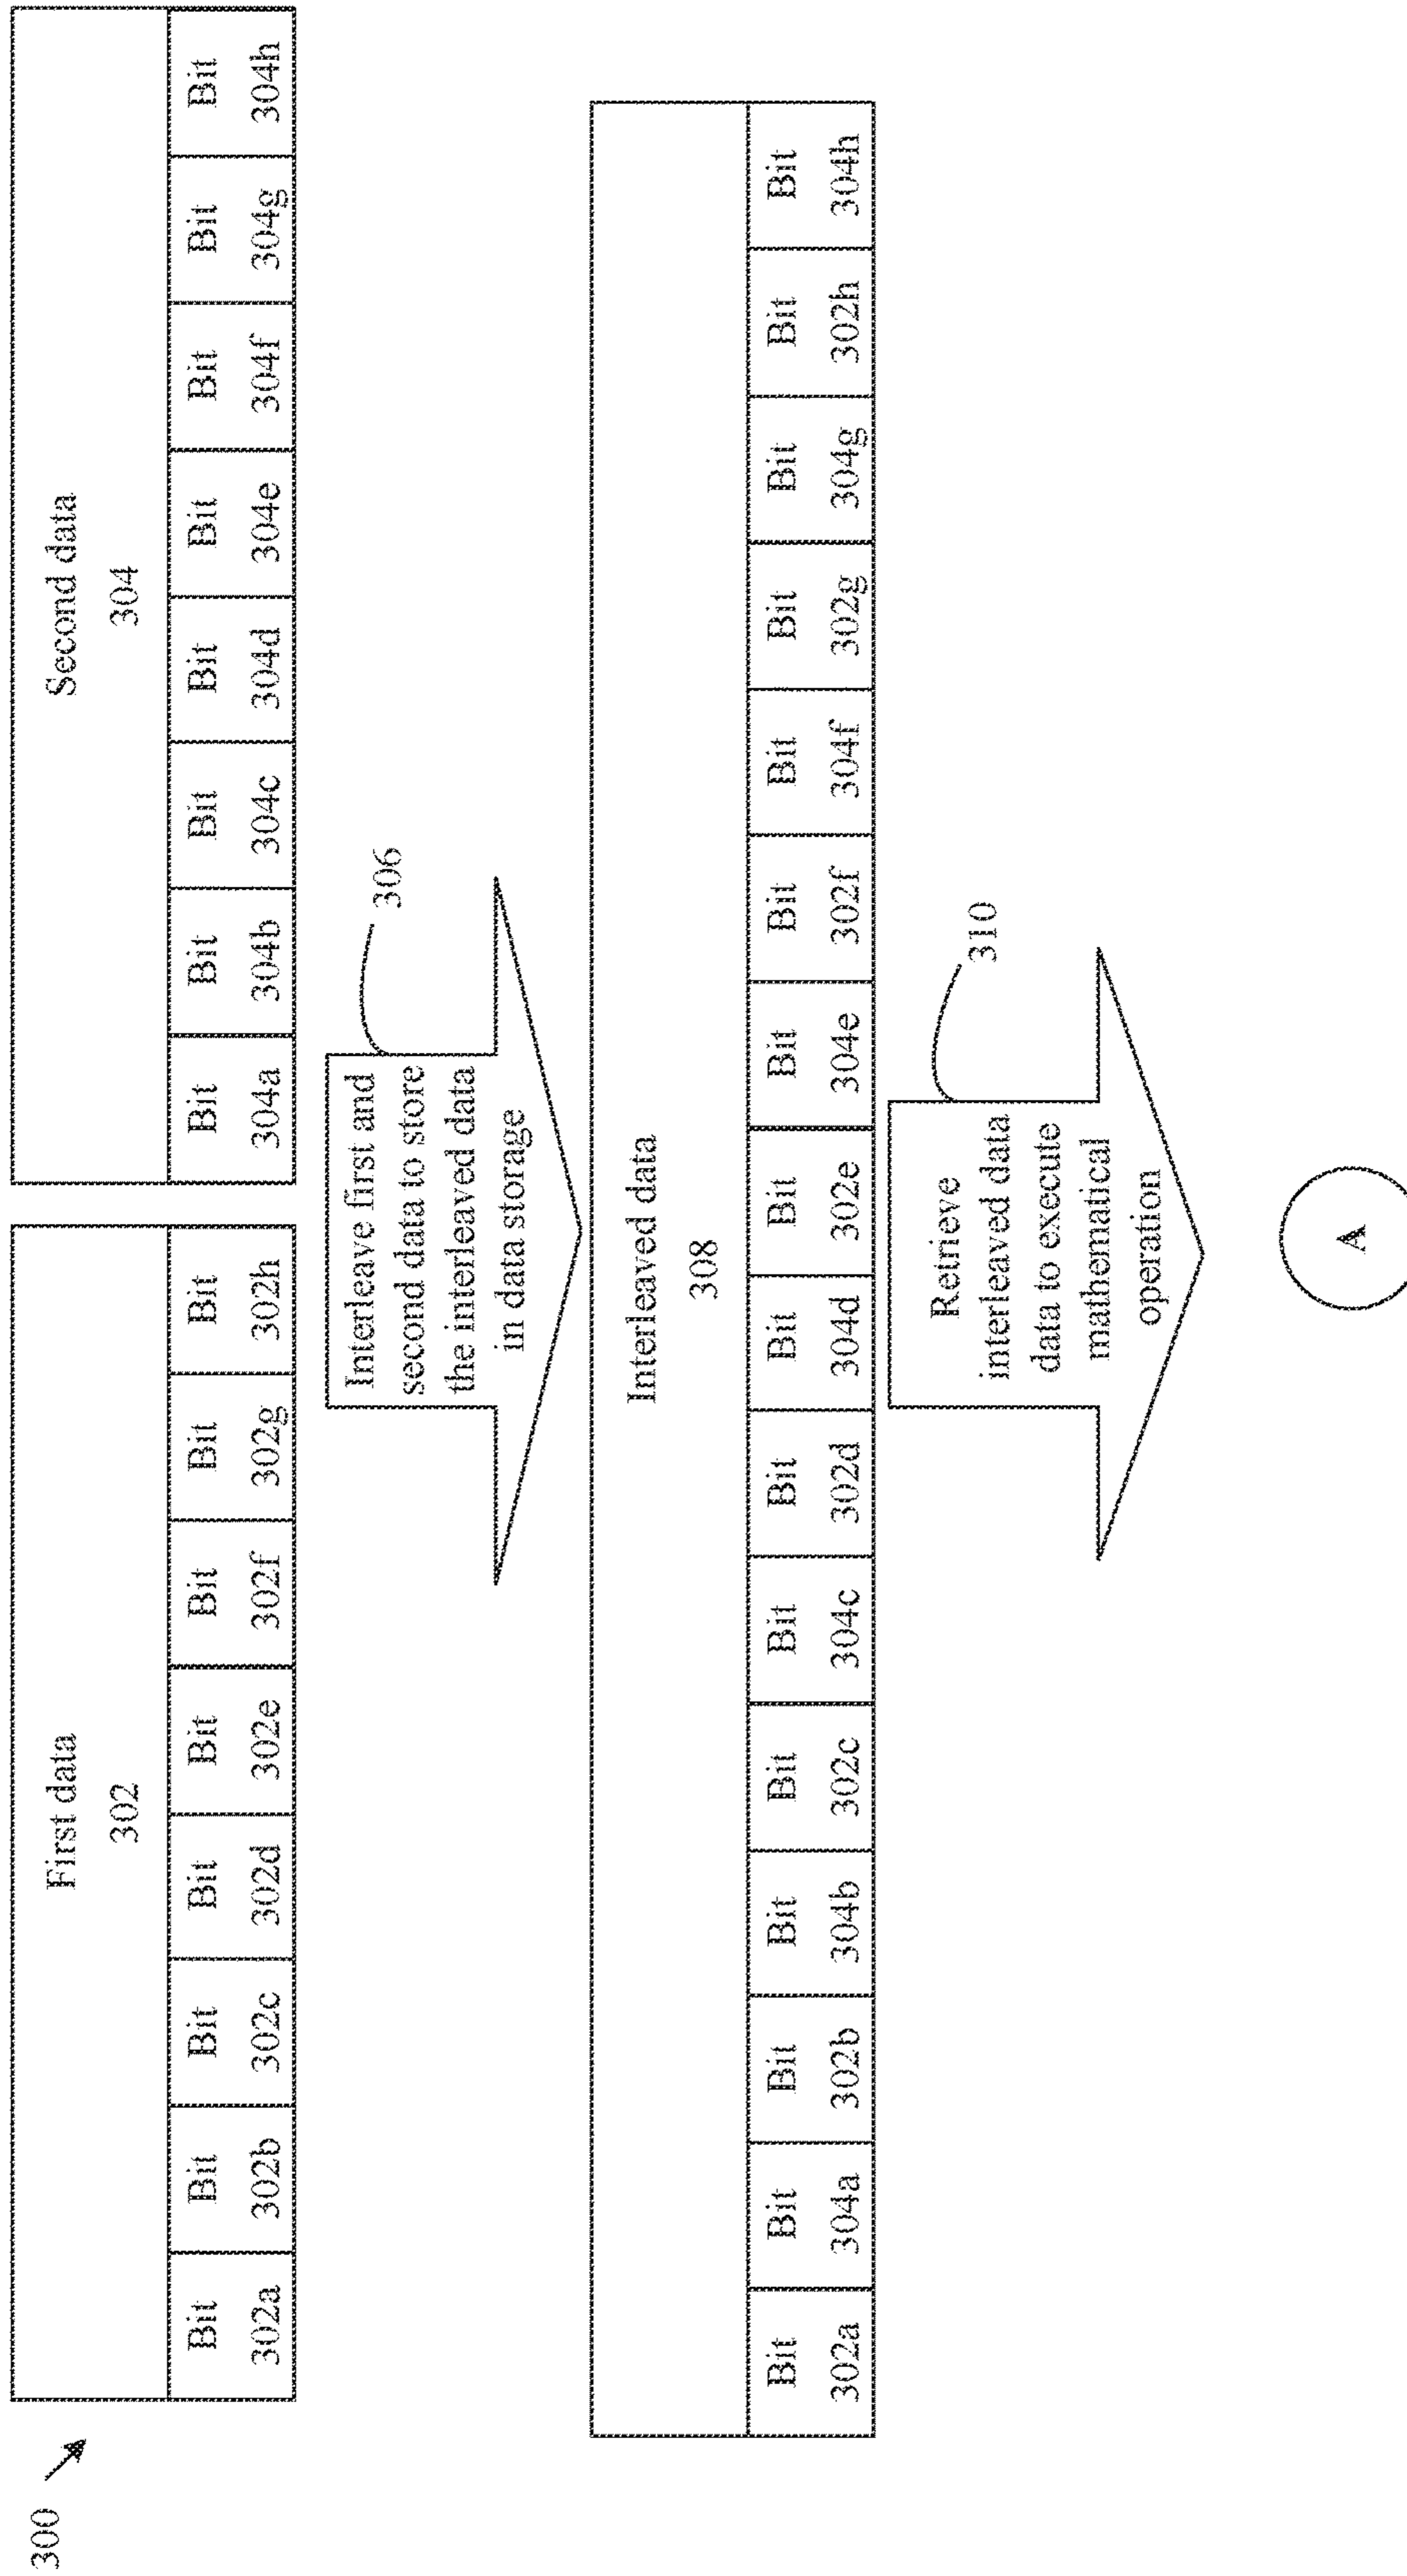 300
First data
302
Bit Bit Bit Bit Bit Bit Bit Bit
302a 302b 302c 302d 302e 302f 302g 302h
Second data
304
Bit Bit Bit Bit Bit Bit Bit Bit
304a 304b 304c 304d 304e 304f 304g 304h
Interleave first and
second data to store
the interleaved data
in data storage
306
Interleaved data
308
Bit Bit Bit Bit Bit Bit Bit Bit Bit Bit Bit Bit Bit Bit Bit Bit
302a 304a 302b 304b 302c 304c 302d 304d 302e 304e 302f 304f 302g 304g 302h 304h
Retrieve
interleaved data
data to execute
mathematical
operation
310
A